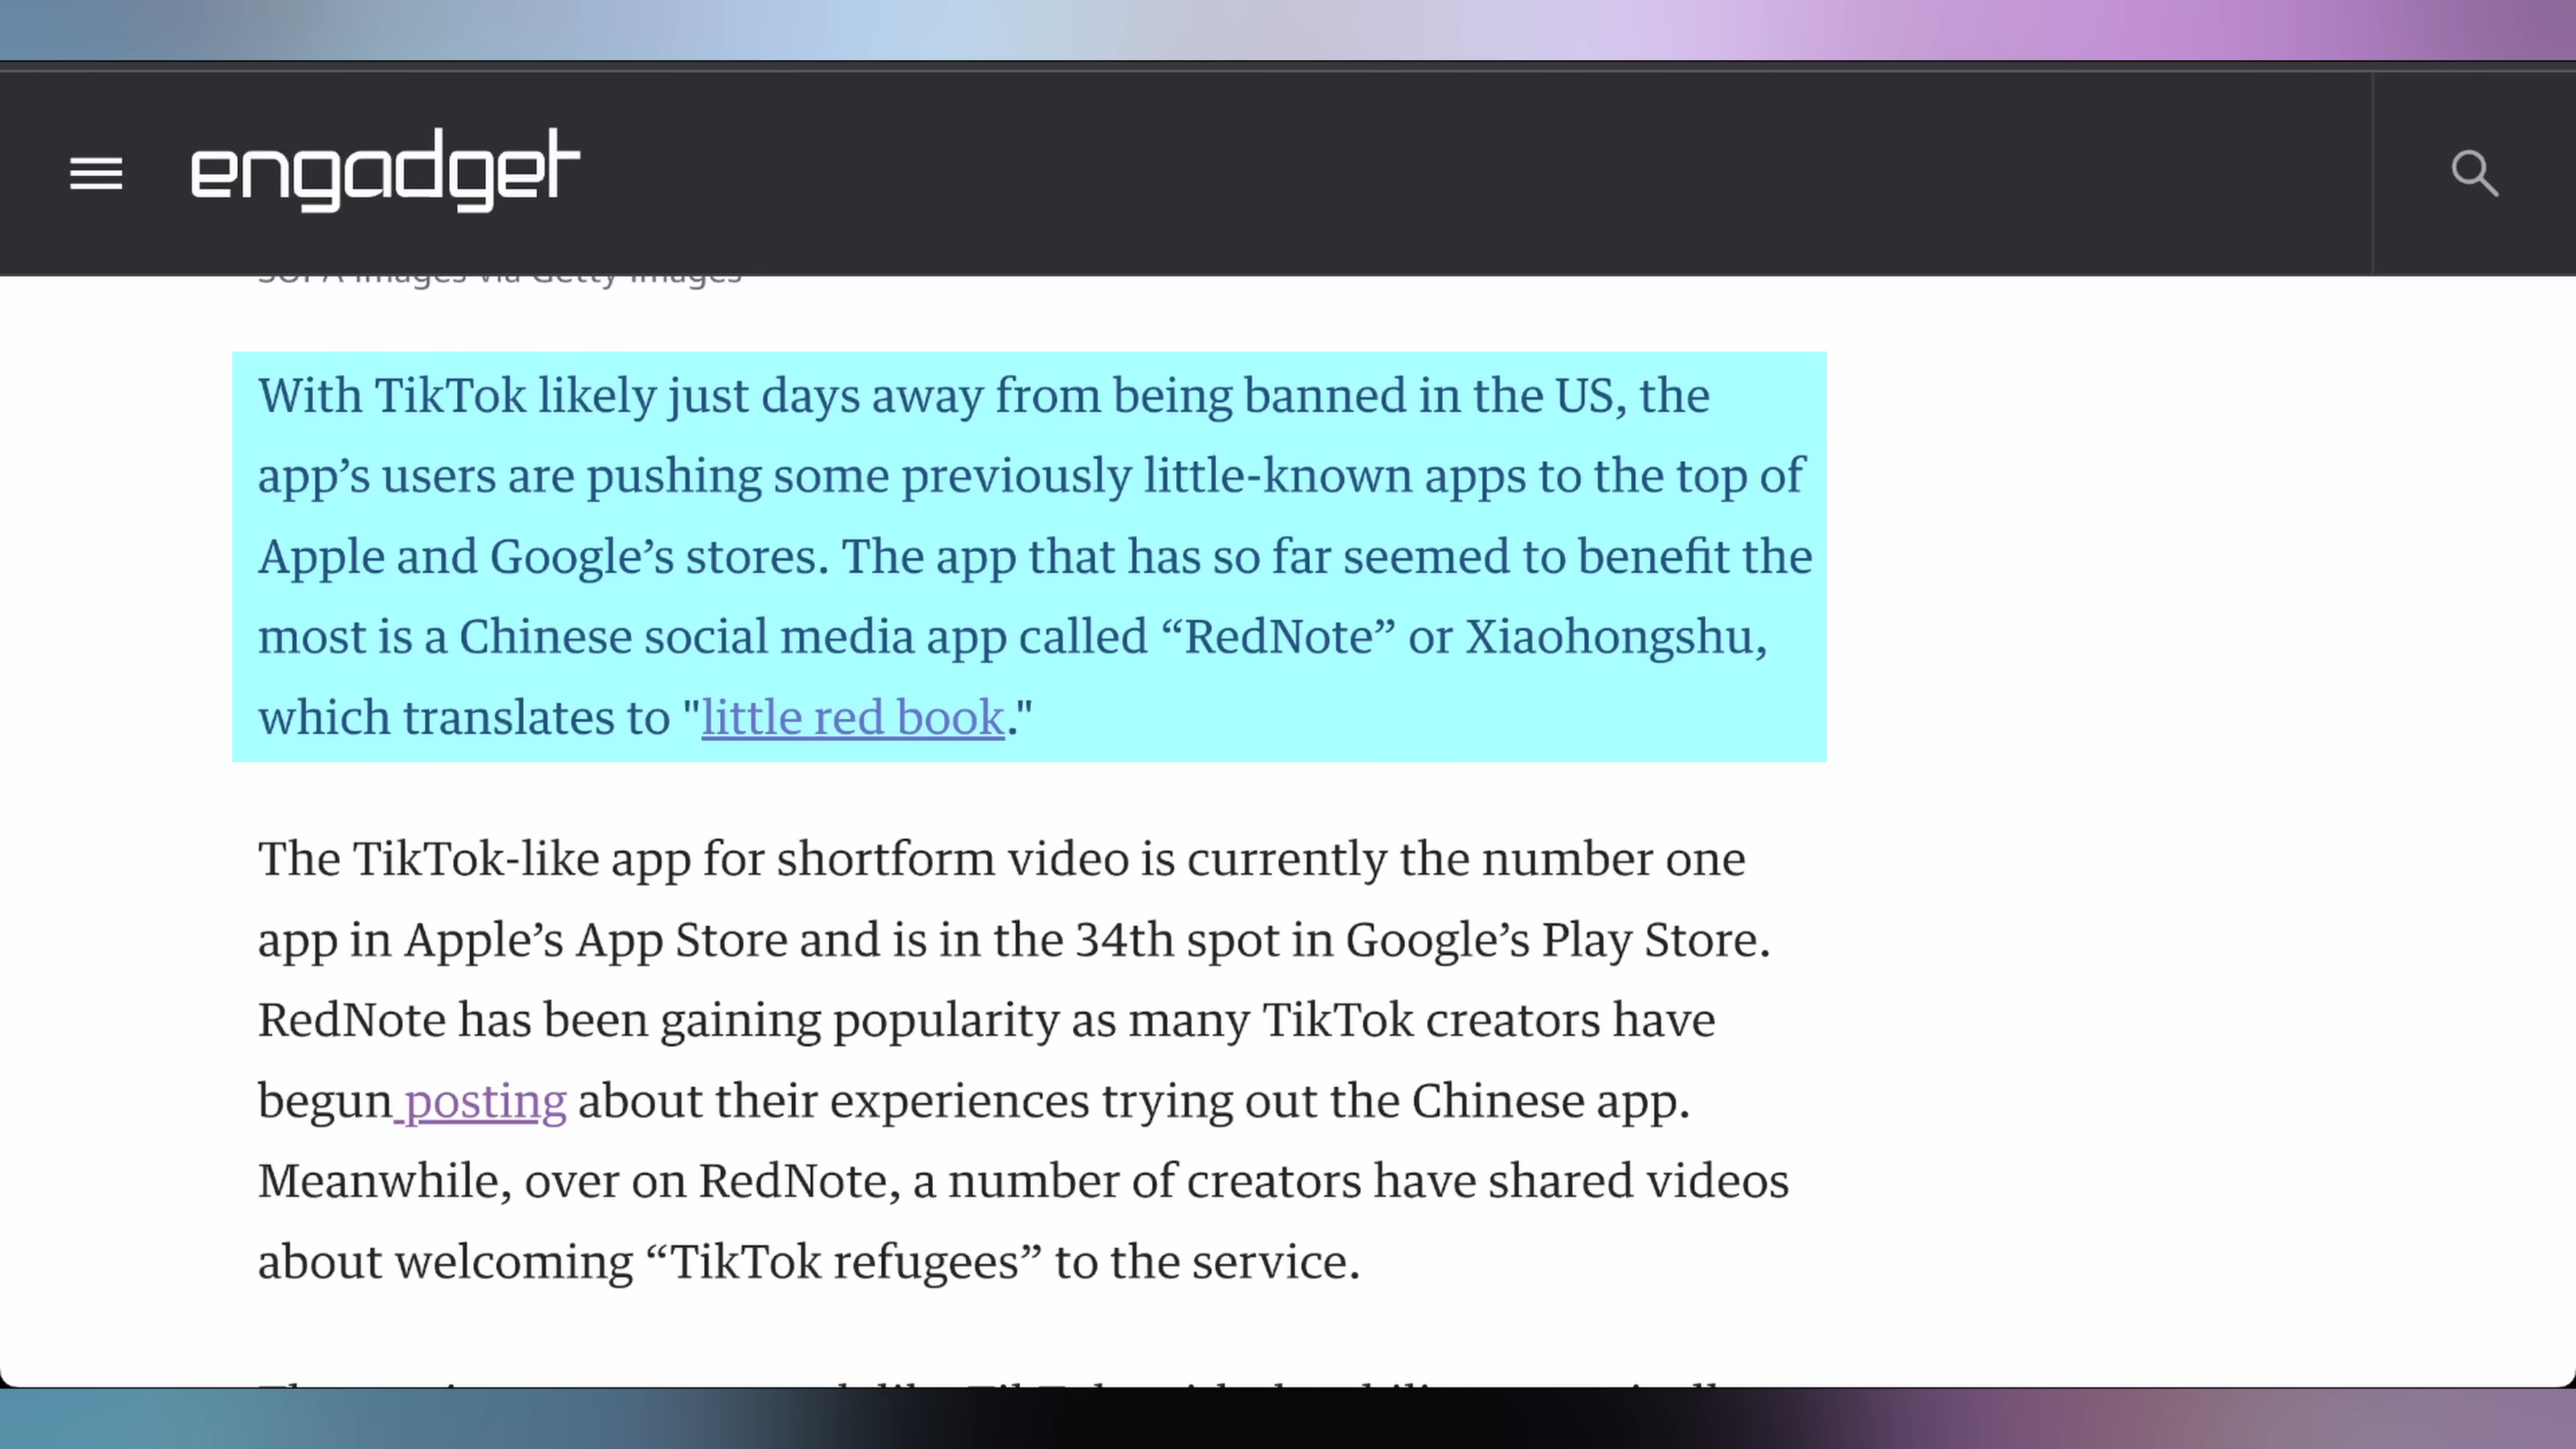 engadget
SOPA Images via Getty Images
With TikTok likely just days away from being banned in the US, the
app’s users are pushing some previously little-known apps to the top of
Apple and Google’s stores. The app that has so far seemed to benefit the
most is a Chinese social media app called “RedNote” or Xiaohongshu,
which translates to "little red book."
The TikTok-like app for shortform video is currently the number one
app in Apple’s App Store and is in the 34th spot in Google’s Play Store.
RedNote has been gaining popularity as many TikTok creators have
begun posting about their experiences trying out the Chinese app.
Meanwhile, over on RedNote, a number of creators have shared videos
about welcoming “TikTok refugees” to the service.